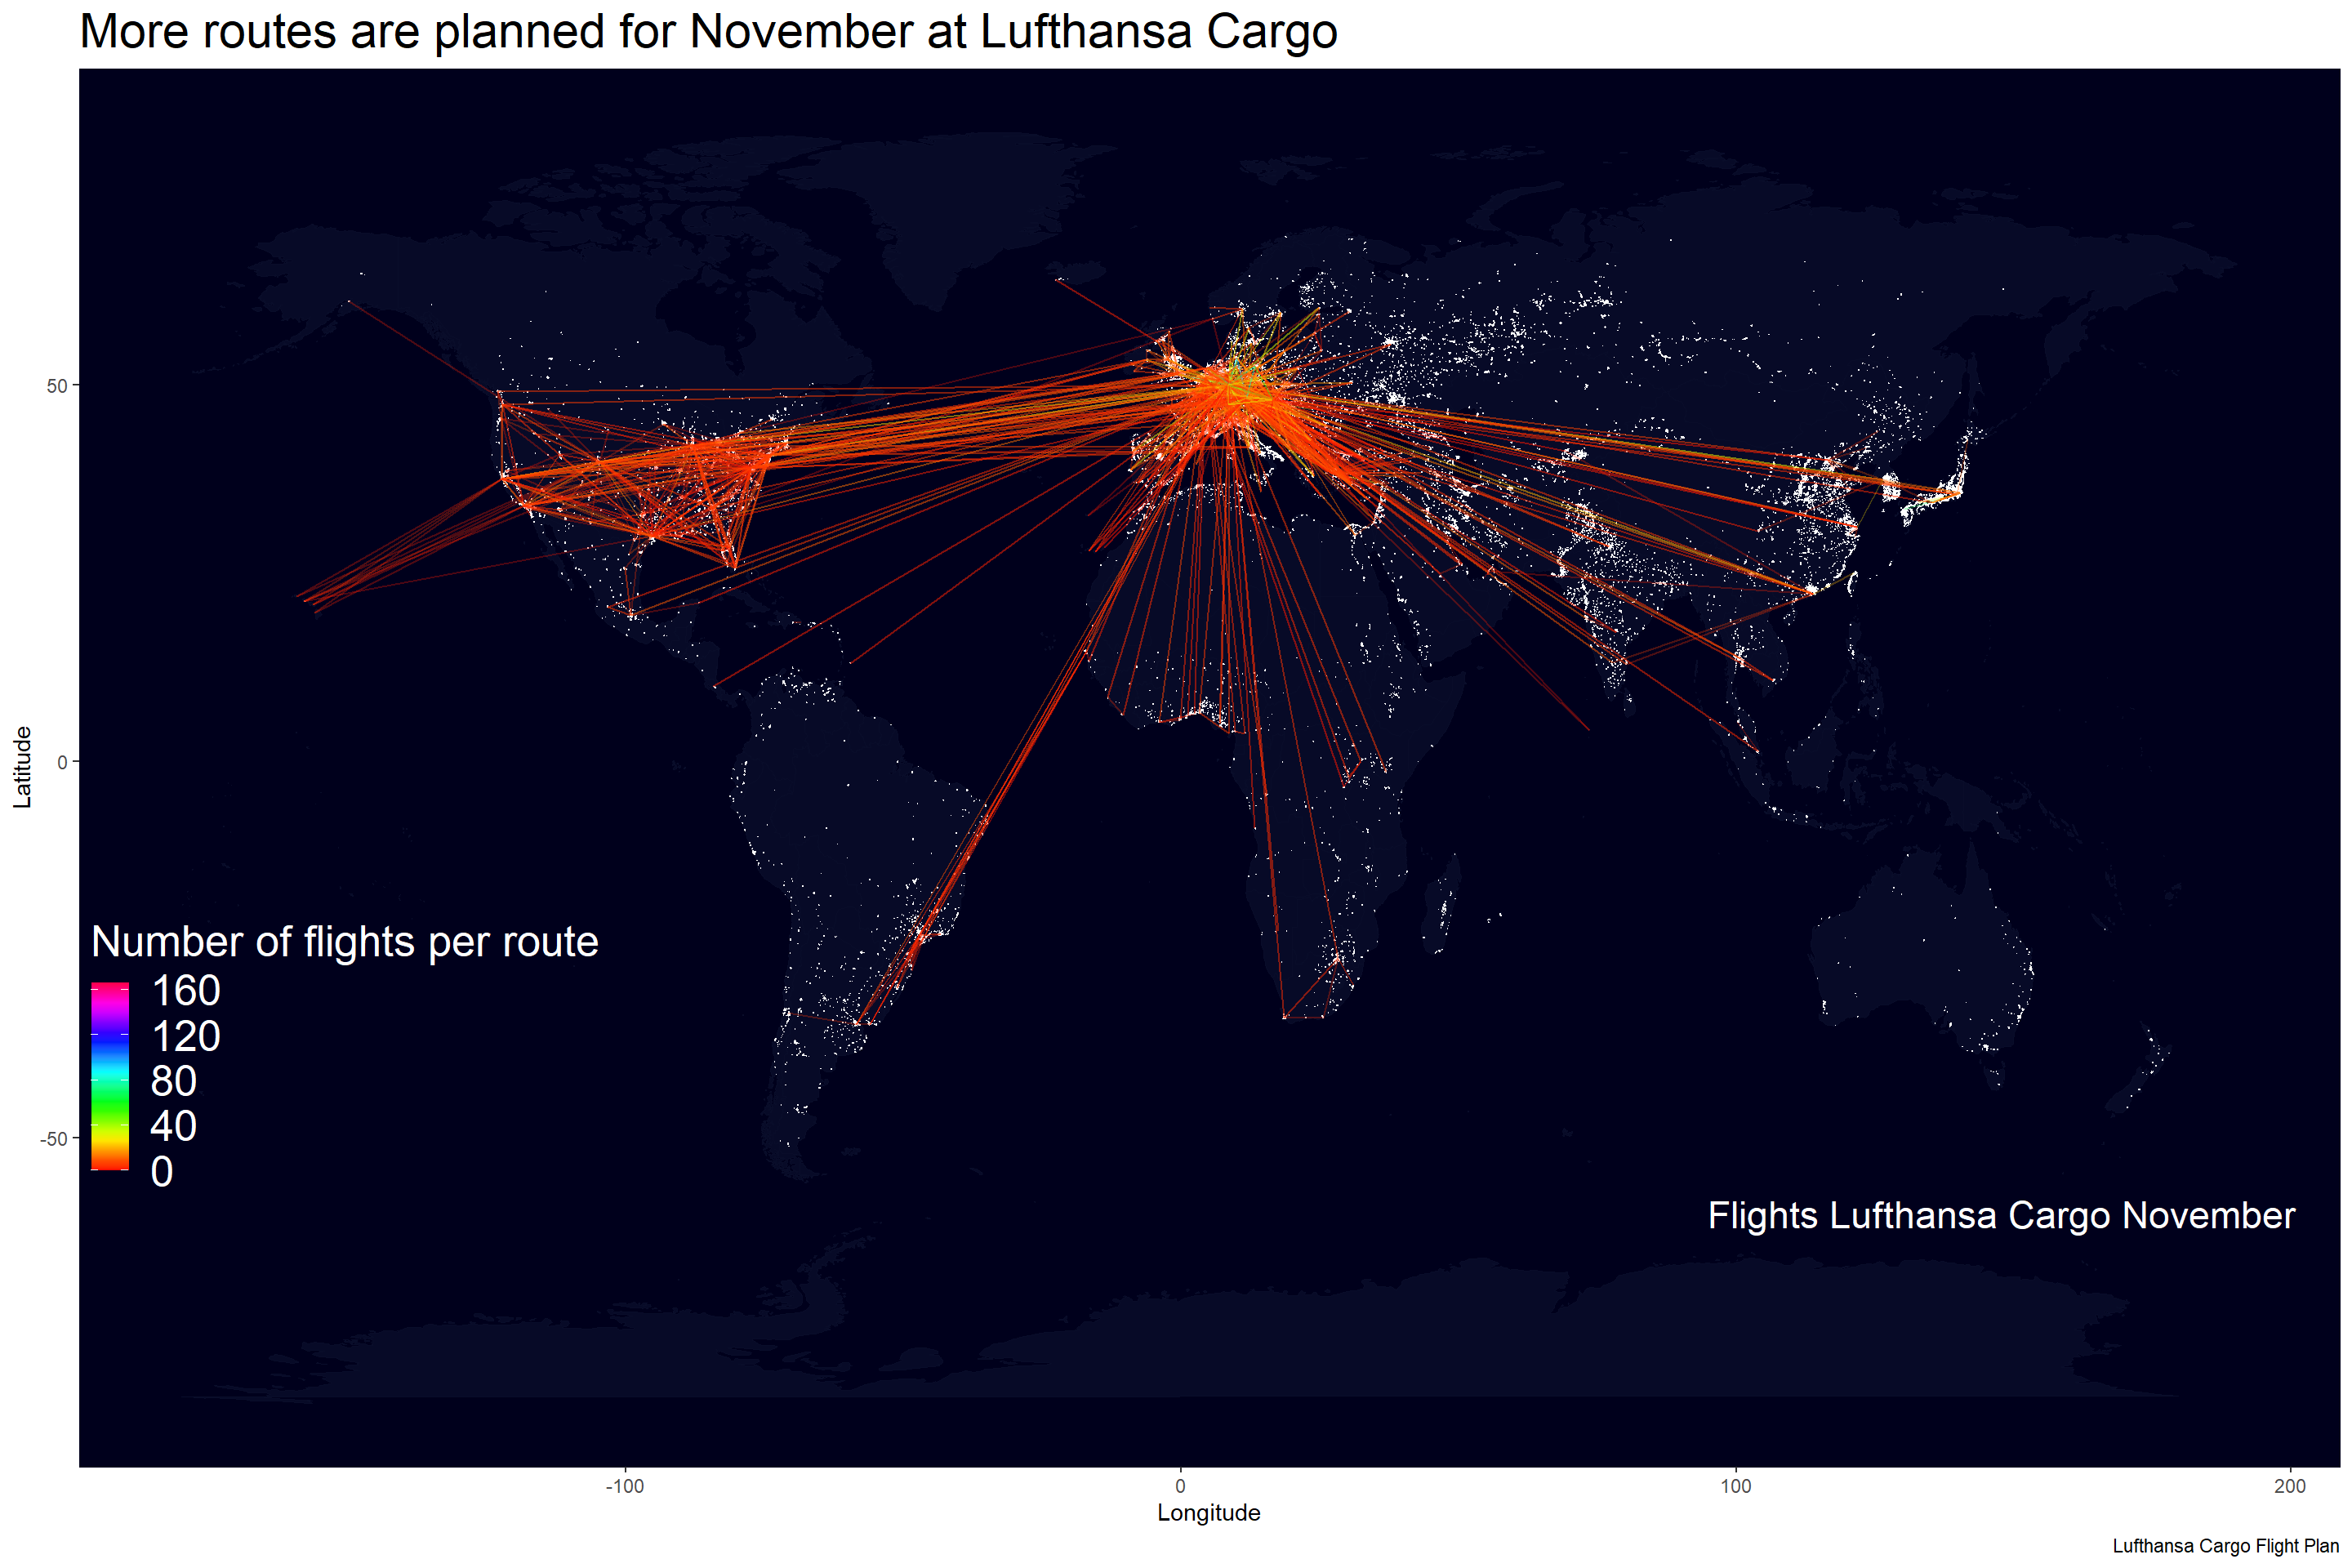 More routes are planned for November at Lufthansa Cargo
Latitude
50
0
-50
Number of flights per route
160
120
80
40
0
Flights Lufthansa Cargo November
-100
0
100
200
Longitude
Lufthansa Cargo Flight Plan